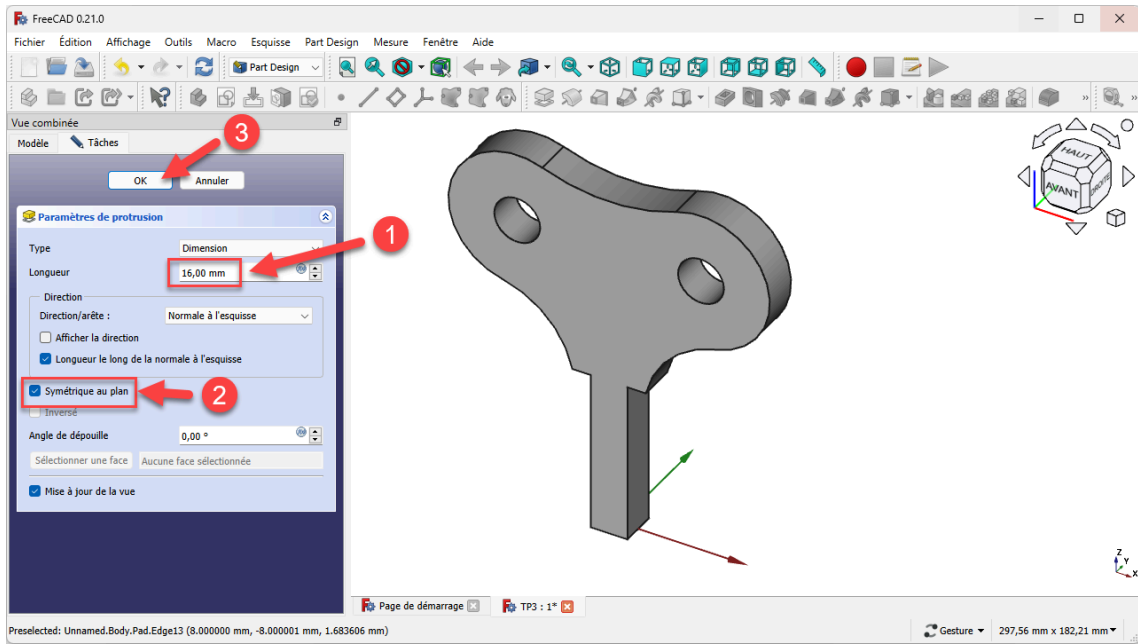 FreeCAD 0.21.0
Fichier Édition Affichage Outils Macro Esquisse Part Design Mesure Fenêtre Aide
Part Design
Vue combinée
Modèle Tâches
3
OK Annuler
Paramètres de protrusion
1
Type Dimension
Longueur 16,00 mm
Direction
Direction/arête : Normale à l'esquisse
Afficher la direction
Longueur le long de la normale à l'esquisse
Symétrique au plan
2
Inversé
Angle de dépouille 0,00 °
Sélectionner une face Aucune face sélectionnée
Mise à jour de la vue
HAUT
AVANT DROITE
Z
Y
X
Page de démarrage TP3 : 1*
Preselected: Unnamed.Body.Pad.Edge13 (8.000000 mm, -8.000001 mm, 1.683606 mm)
Gesture 297,56 mm x 182,21 mm